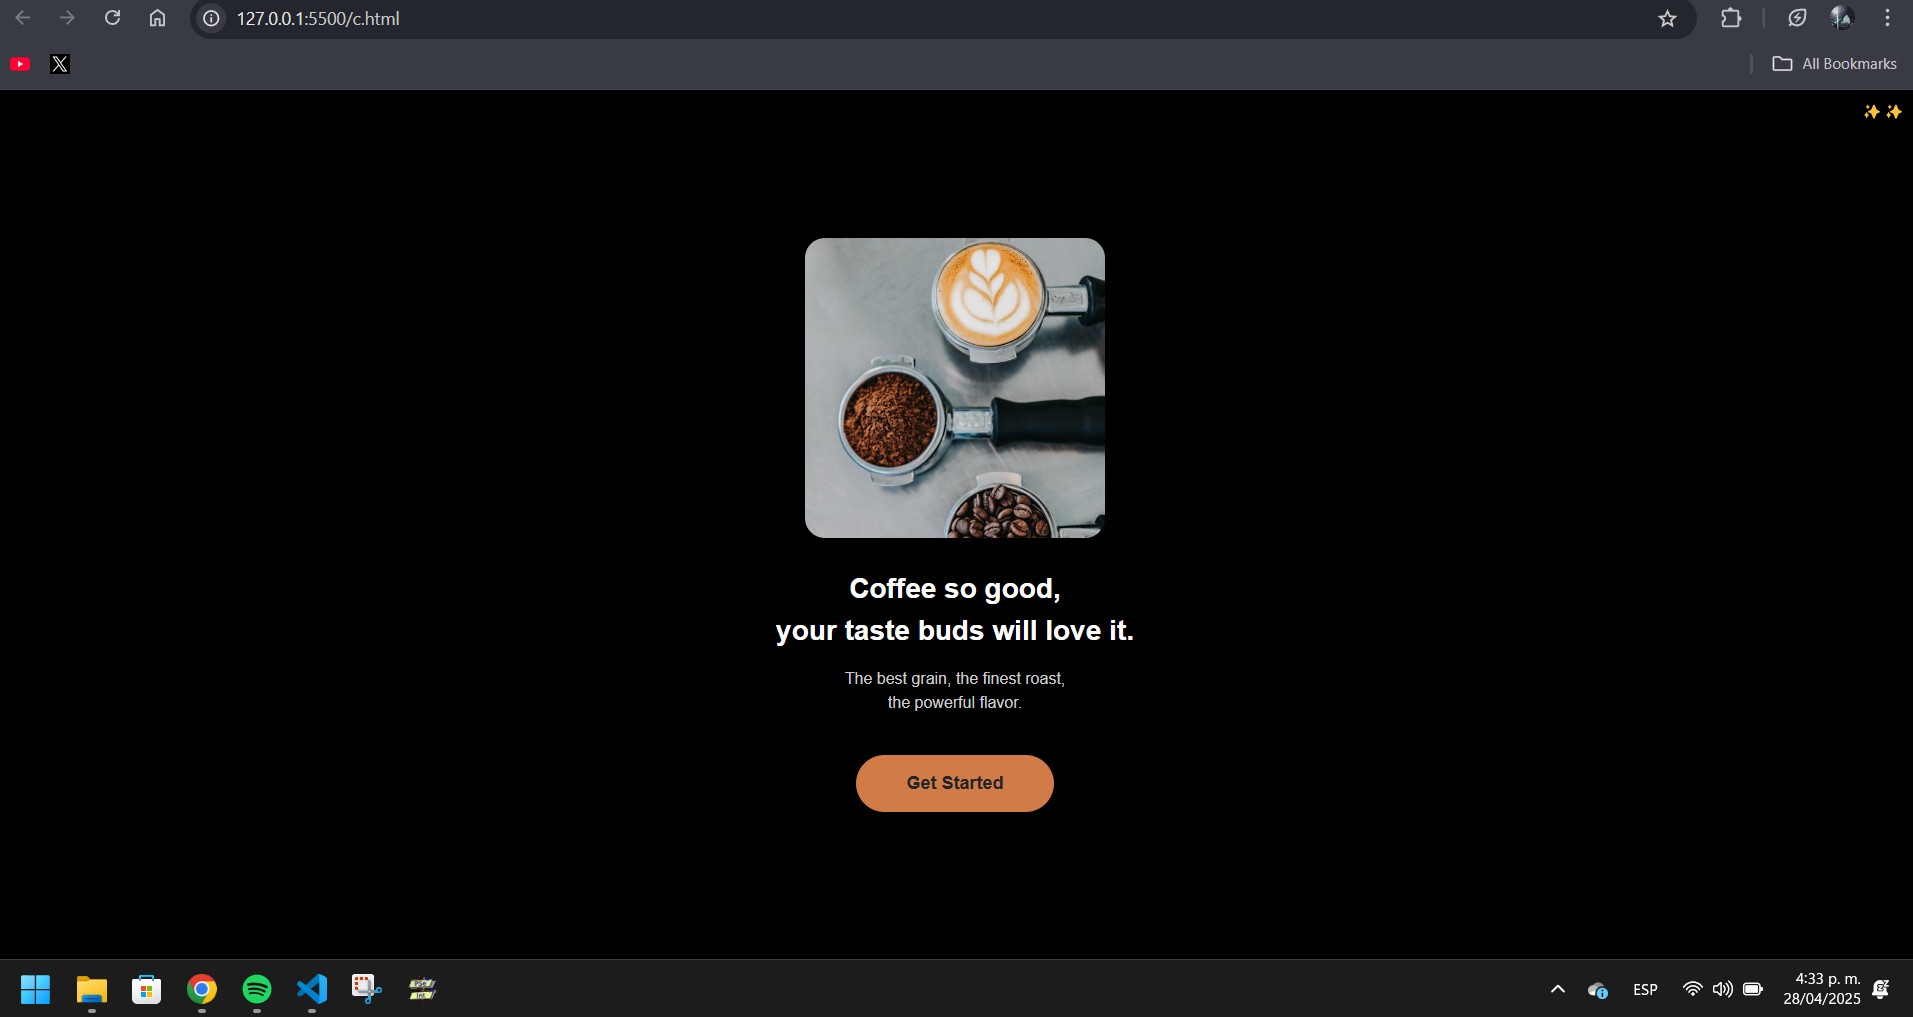 127.0.0.1:5500/c.html
All Bookmarks
Coffee so good,
your taste buds will love it.
The best grain, the finest roast,
the powerful flavor.
Get Started
ESP
4:33 p. m.
28/04/2025